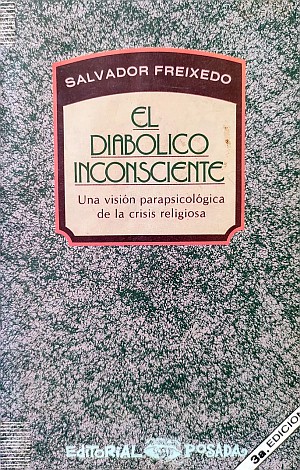 SALVADOR FREIXEDO
EL
DIABOLICO
INCONSCIENTE
Una visión parapsicológica
de la crisis religiosa
3a. EDICION
EDITORIAL POSADA